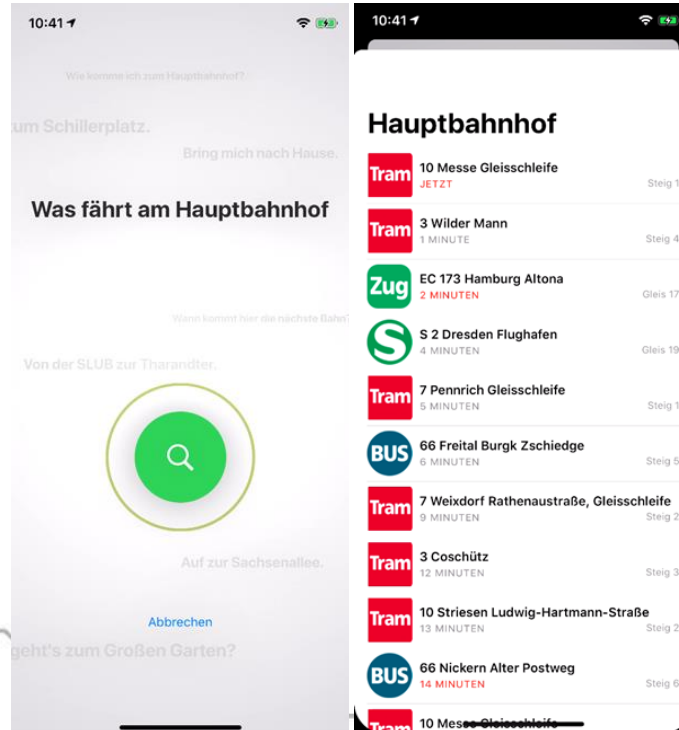 10:41
Wie komme ich zum Hauptbahnhof?
um Schillerplatz.
Bring mich nach Hause.
Was fährt am Hauptbahnhof
Wann kommt hier die nächste Bahn?
Von der SLUB zur Tharandter.
Auf zur Sachsenallee.
Abbrechen
geht's zum Großen Garten?
10:41
Hauptbahnhof
Tram
10 Messe Gleisschleife
JETZT
Steig 1
Tram
3 Wilder Mann
1 MINUTE
Steig 4
Zug
EC 173 Hamburg Altona
2 MINUTEN
Gleis 17
S
S 2 Dresden Flughafen
4 MINUTEN
Gleis 19
Tram
7 Pennrich Gleisschleife
5 MINUTEN
Steig 1
BUS
66 Freital Burgk Zschiedge
6 MINUTEN
Steig 5
Tram
7 Weixdorf Rathenaustraße, Gleisschleife
9 MINUTEN
Steig 2
Tram
3 Coschütz
12 MINUTEN
Steig 3
Tram
10 Striesen Ludwig-Hartmann-Straße
13 MINUTEN
Steig 2
BUS
66 Nickern Alter Postweg
14 MINUTEN
Steig 6
Tram
10 Messe Gleisschleife